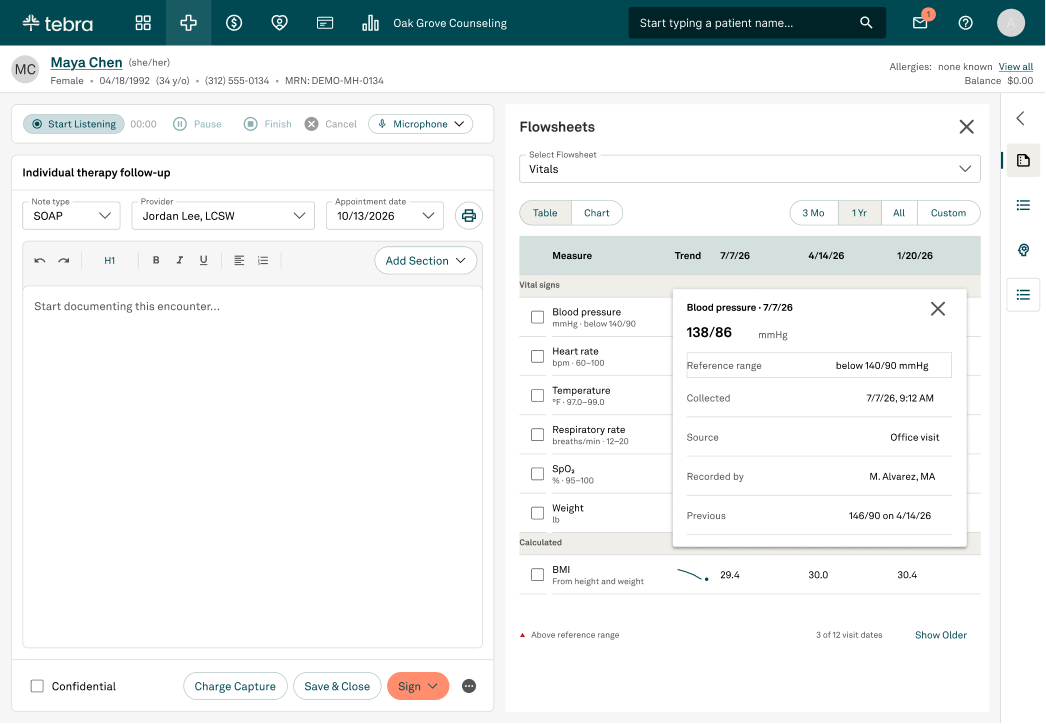 tebra
Oak Grove Counseling
Start typing a patient name...
1
A
MC
Maya Chen (she/her)
Female • 04/18/1992 (34 y/o) • (312) 555-0134 • MRN: DEMO-MH-0134
Allergies: none known View all
Balance $0.00
Start Listening 00:00 Pause Finish Cancel Microphone
Individual therapy follow-up
Note type
SOAP
Provider
Jordan Lee, LCSW
Appointment date
10/13/2026
H1 B I U
Add Section
Start documenting this encounter...
Confidential
Charge Capture
Save & Close
Sign
Flowsheets
Select Flowsheet
Vitals
Table Chart
3 Mo 1 Yr All Custom
Measure Trend 7/7/26 4/14/26 1/20/26
Vital signs
Blood pressure
mmHg · below 140/90
Heart rate
bpm · 60–100
Temperature
°F · 97.0–99.0
Respiratory rate
breaths/min · 12–20
SpO₂
% · 95–100
Weight
lb
Blood pressure · 7/7/26
138/86 mmHg
Reference range below 140/90 mmHg
Collected 7/7/26, 9:12 AM
Source Office visit
Recorded by M. Alvarez, MA
Previous 146/90 on 4/14/26
Calculated
BMI 29.4 30.0 30.4
From height and weight
Above reference range
3 of 12 visit dates
Show Older